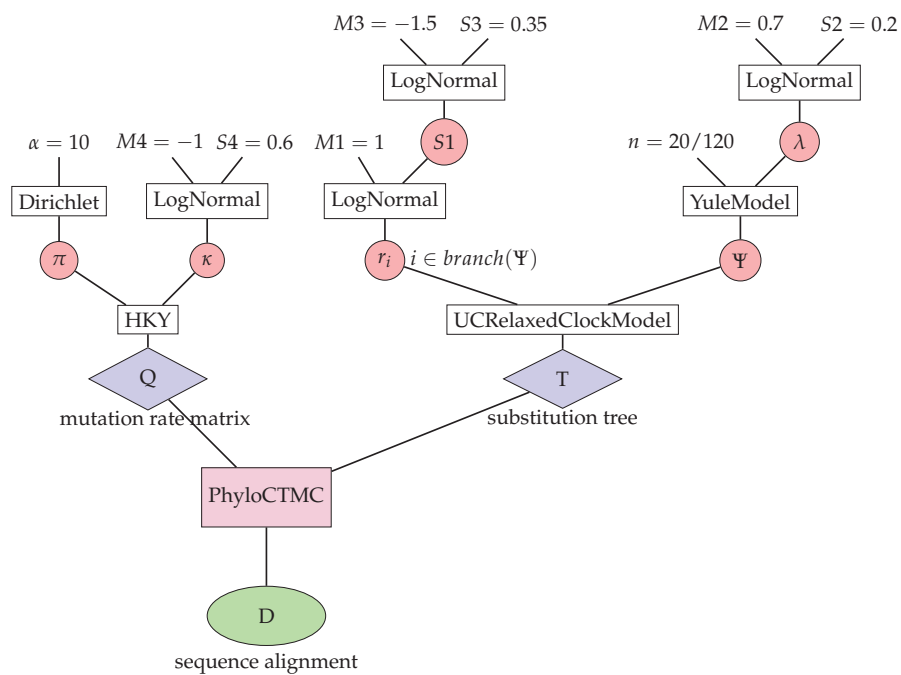 M3 = −1.5 S3 = 0.35
M2 = 0.7 S2 = 0.2
LogNormal
LogNormal
α = 10
M4 = −1 S4 = 0.6
M1 = 1
S1
n = 20/120
λ
Dirichlet
LogNormal
LogNormal
YuleModel
π
κ
r_i i ∈ branch(Ψ)
Ψ
HKY
UCRelaxedClockModel
Q
T
mutation rate matrix
substitution tree
PhyloCTMC
D
sequence alignment